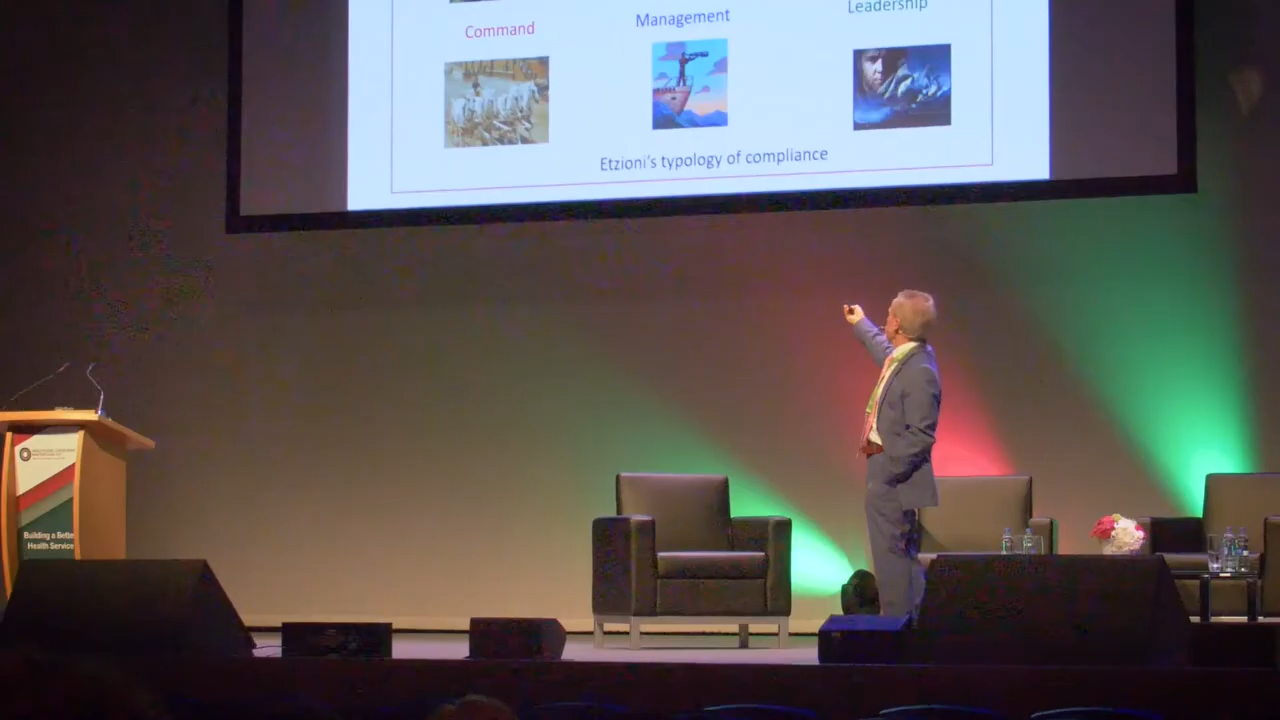 Command
Management
Leadership
Etzioni's typology of compliance
Building a Better
Health Service